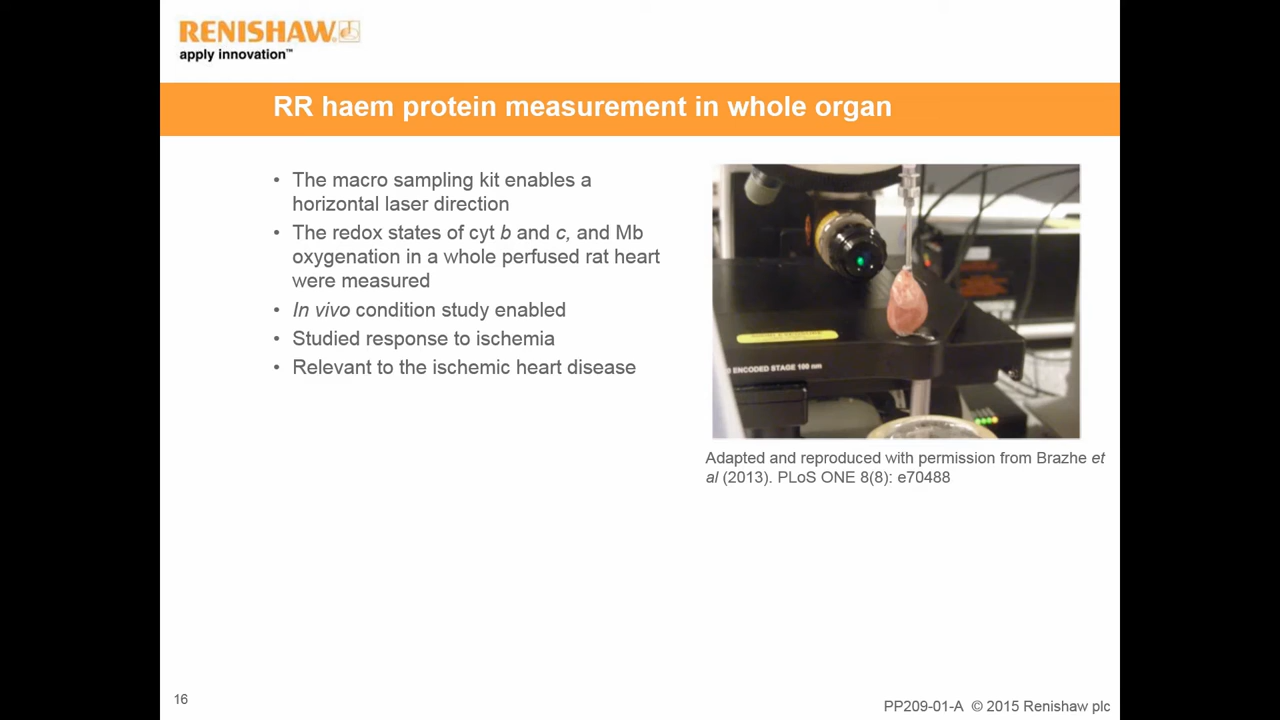 RENISHAW
apply innovation™
RR haem protein measurement in whole organ
• The macro sampling kit enables a
horizontal laser direction
• The redox states of cyt b and c, and Mb
oxygenation in a whole perfused rat heart
were measured
• In vivo condition study enabled
• Studied response to ischemia
• Relevant to the ischemic heart disease
ENCODED STAGE 100 nm
Adapted and reproduced with permission from Brazhe et
al (2013). PLoS ONE 8(8): e70488
16
PP209-01-A © 2015 Renishaw plc